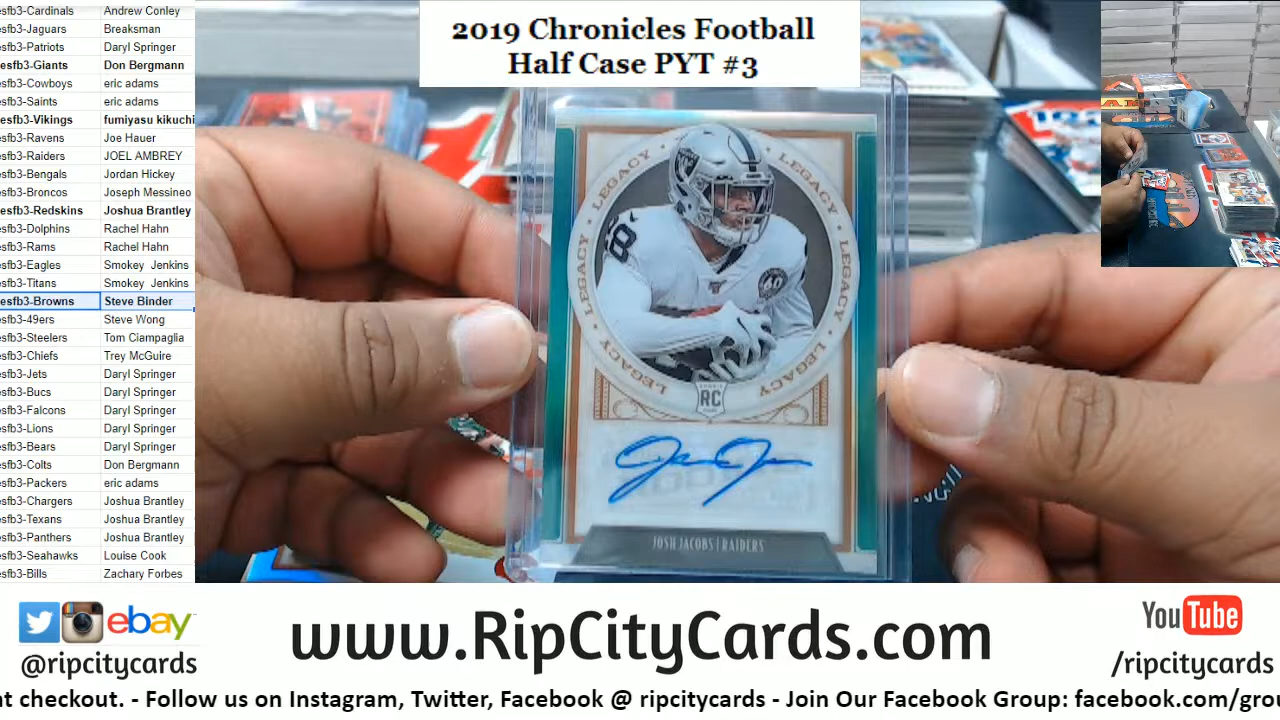 2019 Chronicles Football
Half Case PYT #3
esfb3-Cardinals Andrew Conley
esfb3-Jaguars Breaksman
esfb3-Patriots Daryl Springer
esfb3-Giants Don Bergmann
esfb3-Cowboys eric adams
esfb3-Saints eric adams
esfb3-Vikings fumiyasu kikuchi
esfb3-Ravens Joe Hauer
esfb3-Raiders JOEL AMBREY
esfb3-Bengals Jordan Hickey
esfb3-Broncos Joseph Messineo
esfb3-Redskins Joshua Brantley
esfb3-Dolphins Rachel Hahn
esfb3-Rams Rachel Hahn
esfb3-Eagles Smokey Jenkins
esfb3-Titans Smokey Jenkins
esfb3-Browns Steve Binder
esfb3-49ers Steve Wong
esfb3-Steelers Tom Ciampaglia
esfb3-Chiefs Trey McGuire
esfb3-Jets Daryl Springer
esfb3-Bucs Daryl Springer
esfb3-Falcons Daryl Springer
esfb3-Lions Daryl Springer
esfb3-Bears Daryl Springer
esfb3-Colts Don Bergmann
esfb3-Packers eric adams
esfb3-Chargers Joshua Brantley
esfb3-Texans Joshua Brantley
esfb3-Panthers Joshua Brantley
esfb3-Seahawks Louise Cook
esfb3-Bills Zachary Forbes
LEGACY LEGACY
LEGACY LEGACY
LEGACY LEGACY
8
60
RC
JOSH JACOBS | RAIDERS
ebay
@ripcitycards
www.RipCityCards.com
YouTube
/ripcitycards
at checkout. - Follow us on Instagram, Twitter, Facebook @ ripcitycards - Join Our Facebook Group: facebook.com/grou